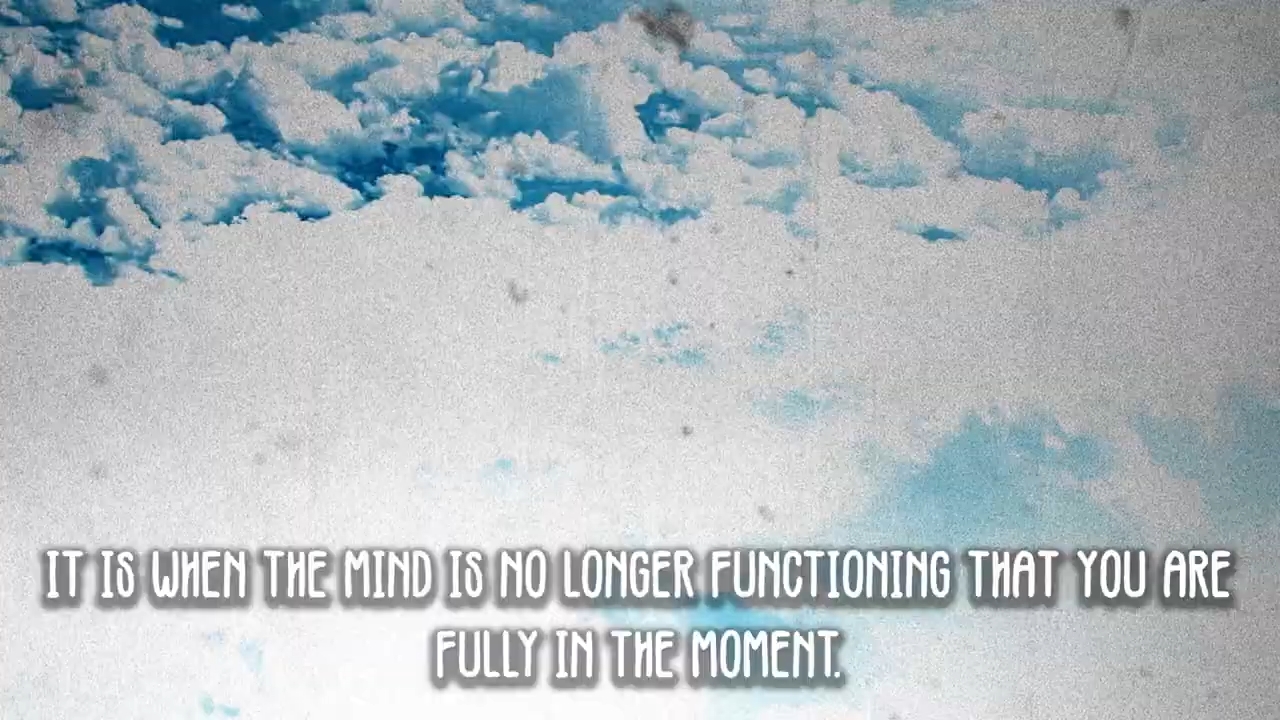 IT IS WHEN THE MIND IS NO LONGER FUNCTIONING THAT YOU ARE
FULLY IN THE MOMENT.